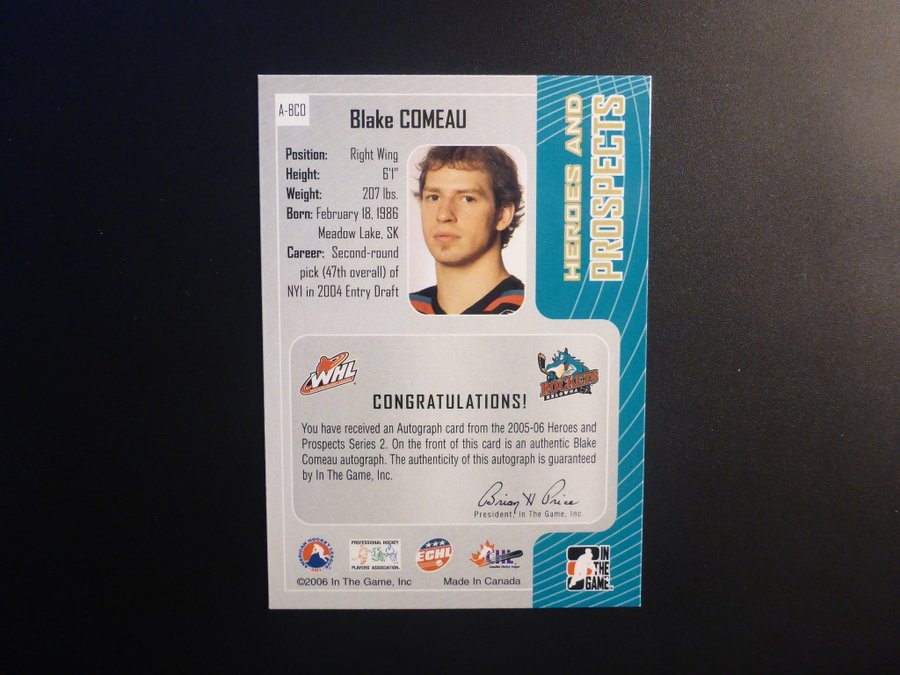 A-BCO
Blake COMEAU
Position: Right Wing
Height: 6'1"
Weight: 207 lbs.
Born: February 18, 1986
Meadow Lake, SK
Career: Second-round
pick (47th overall) of
NYI in 2004 Entry Draft
HEROES AND
PROSPECTS
WHL
ROCKETS
KELOWNA
CONGRATULATIONS!
You have received an Autograph card from the 2005-06 Heroes and
Prospects Series 2. On the front of this card is an authentic Blake
Comeau autograph. The authenticity of this autograph is guaranteed
by In The Game, Inc.
Brian H Price
President, In The Game, Inc.
PROFESSIONAL HOCKEY
PLAYERS' ASSOCIATION.
ECHL
CHL
IN
THE
GAME
©2006 In The Game, Inc
Made In Canada